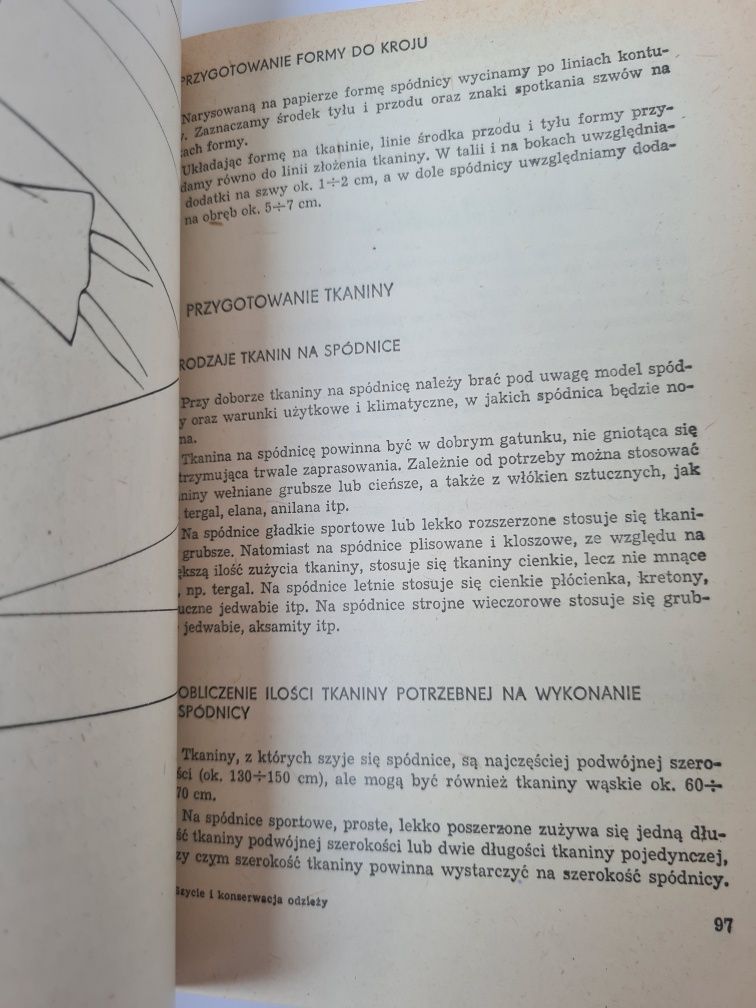 PRZYGOTOWANIE FORMY DO KROJU
Narysowaną na papierze formę spódnicy wycinamy po liniach kontu-
Zaznaczamy środek tyłu i przodu oraz znaki spotkania szwów na
ach formy.
Układając formę na tkaninie, linie środka przodu i tyłu formy przy-
damy równo do linii złożenia tkaniny. W talii i na bokach uwzględnia-
dodatki na szwy ok. 1÷2 cm, a w dole spódnicy uwzględniamy doda-
na obręb ok. 5÷7 cm.
PRZYGOTOWANIE TKANINY
RODZAJE TKANIN NA SPÓDNICE
Przy doborze tkaniny na spódnicę należy brać pod uwagę model spód-
y oraz warunki użytkowe i klimatyczne, w jakich spódnica będzie no-
na.
Tkanina na spódnicę powinna być w dobrym gatunku, nie gniotąca się
trzymująca trwale zaprasowania. Zależnie od potrzeby można stosować
niny wełniane grubsze lub cieńsze, a także z włókien sztucznych, jak
tergal, elana, anilana itp.
Na spódnice gładkie sportowe lub lekko rozszerzone stosuje się tkani-
grubsze. Natomiast na spódnice plisowane i kloszowe, ze względu na
ększą ilość zużycia tkaniny, stosuje się tkaniny cienkie, lecz nie mnące
, np. tergal. Na spódnice letnie stosuje się cienkie płócienka, kretony,
uczne jedwabie itp. Na spódnice strojne wieczorowe stosuje się grub-
jedwabie, aksamity itp.
OBLICZENIE ILOŚCI TKANINY POTRZEBNEJ NA WYKONANIE
SPÓDNICY
Tkaniny, z których szyje się spódnice, są najczęściej podwójnej szero-
ści (ok. 130÷150 cm), ale mogą być również tkaniny wąskie ok. 60÷
70 cm.
Na spódnice sportowe, proste, lekko poszerzone zużywa się jedną dłu-
ść tkaniny podwójnej szerokości lub dwie długości tkaniny pojedynczej,
zy czym szerokość tkaniny powinna wystarczyć na szerokość spódnicy.
Szycie i konserwacja odzieży
97